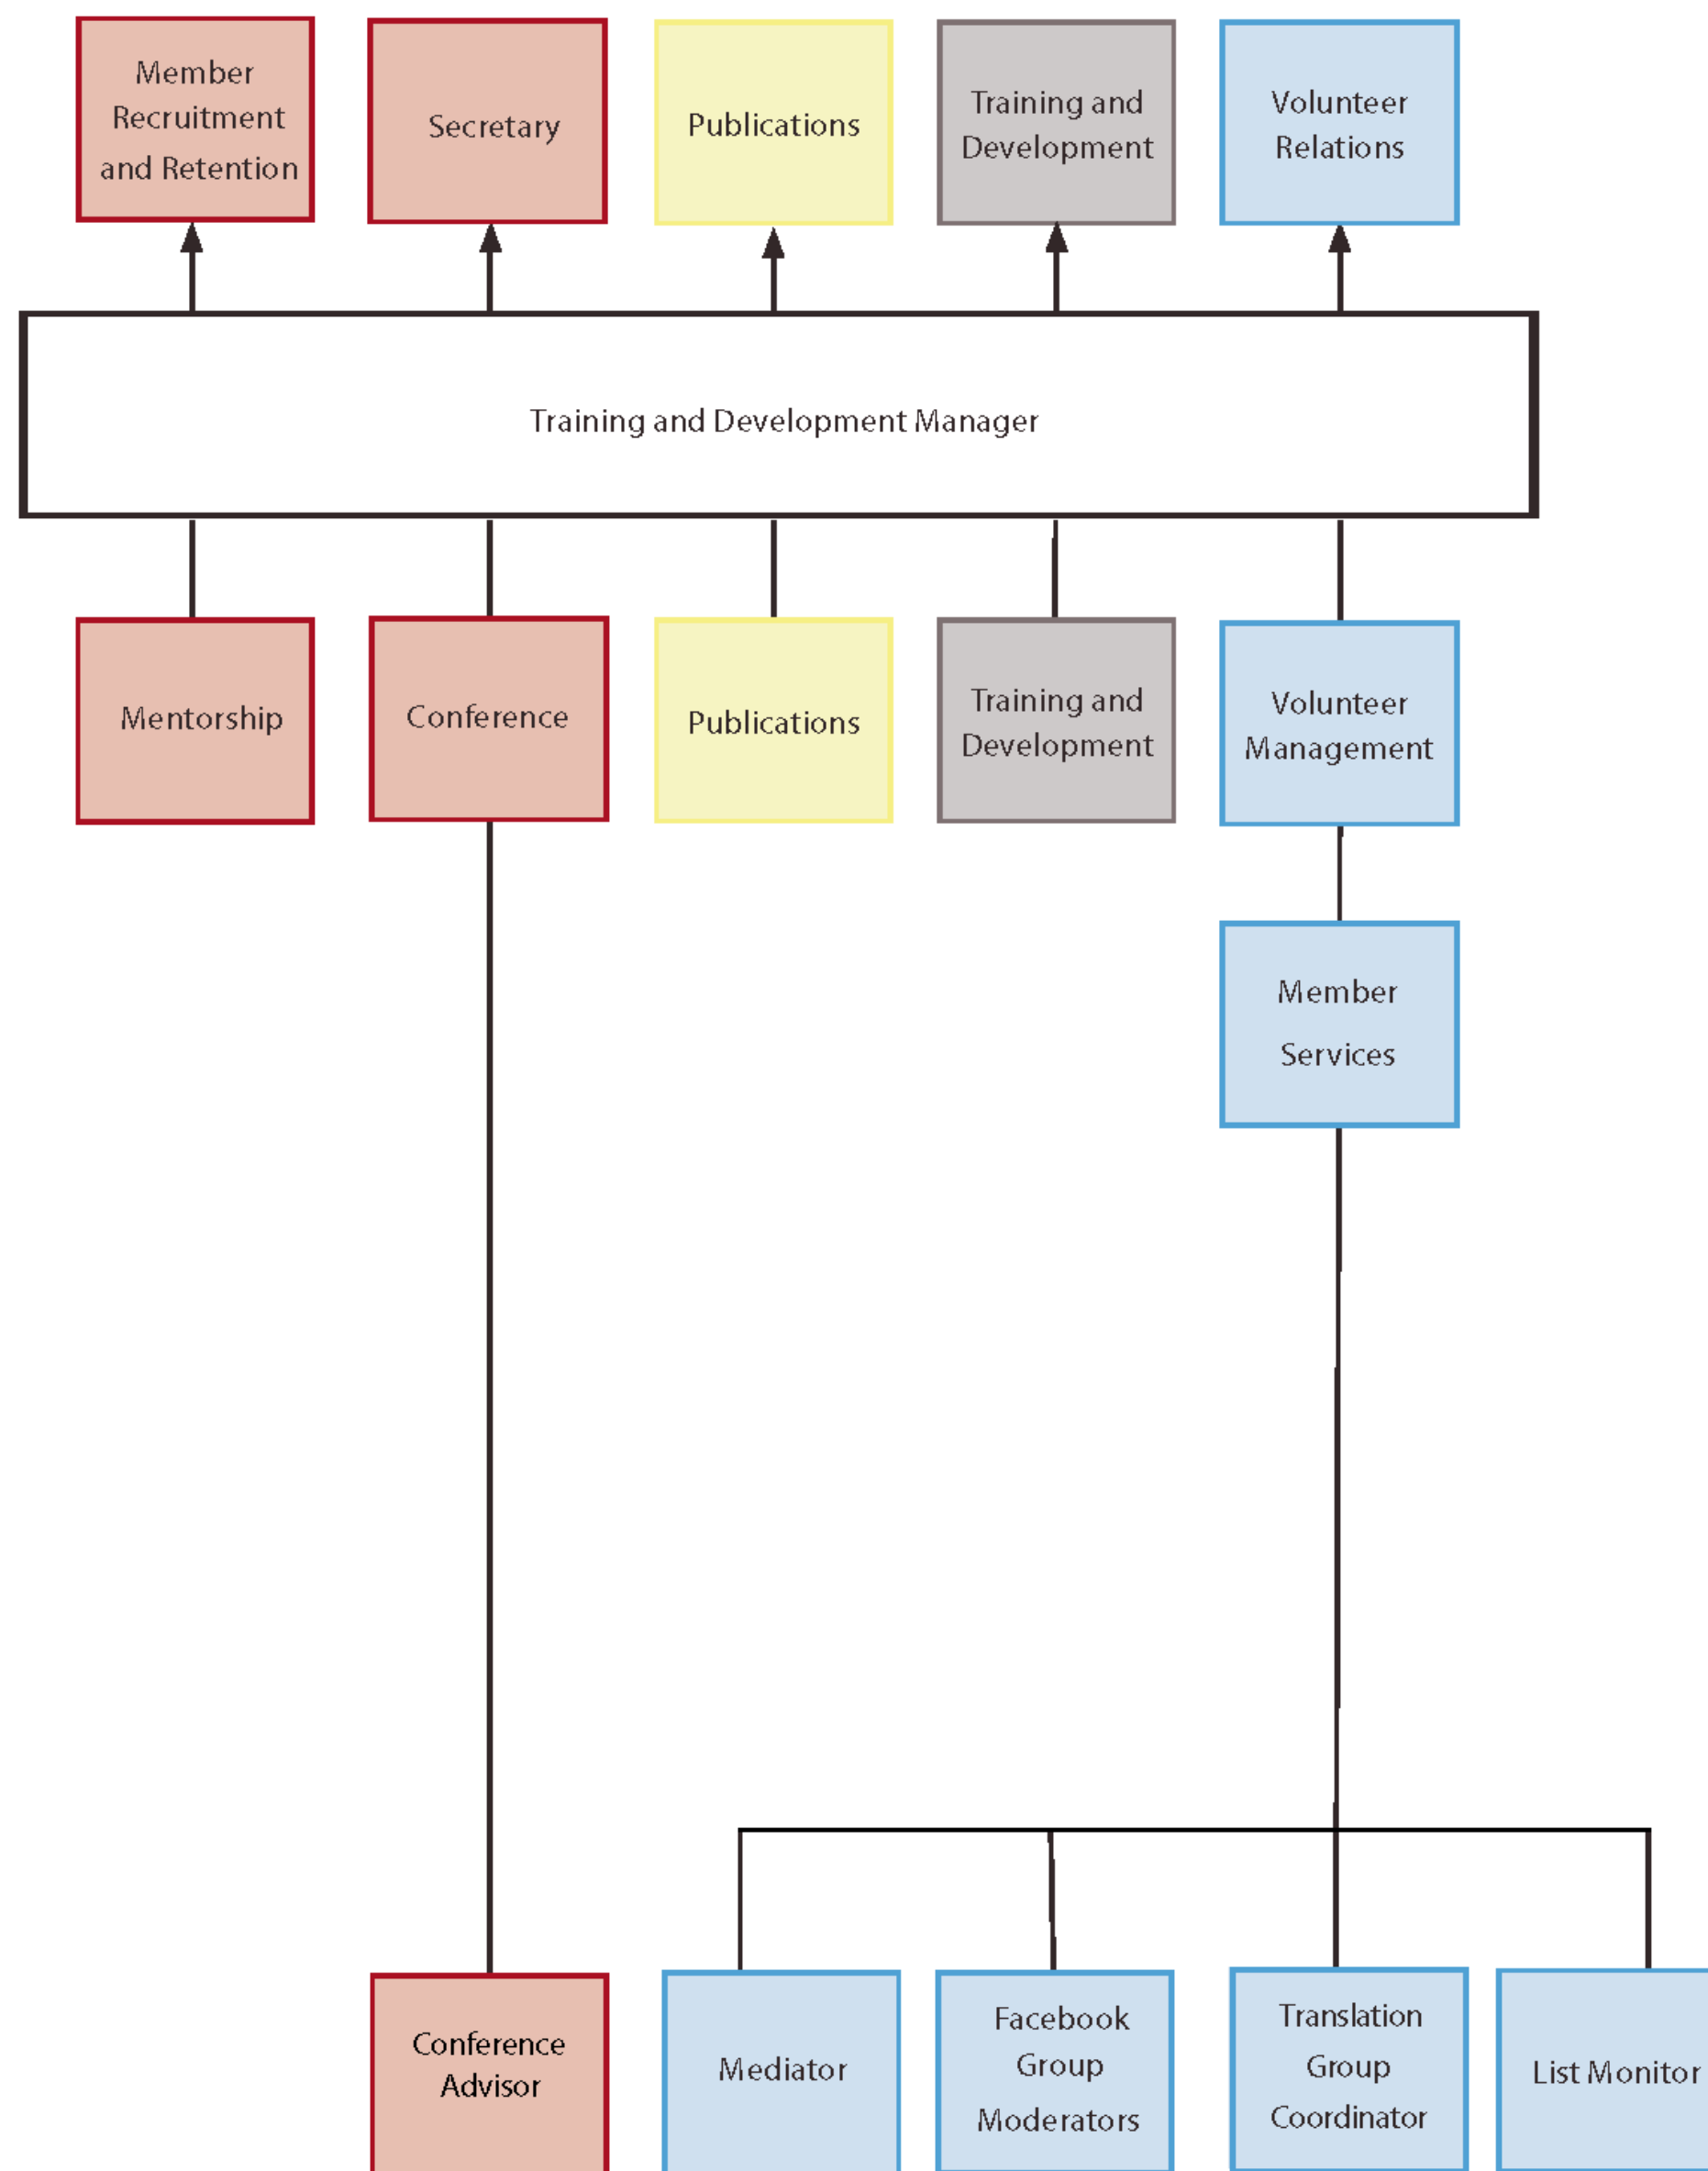 Member
Recruitment
and Retention
Secretary
Publications
Training and
Development
Volunteer
Relations
Training and Development Manager
Mentorship
Conference
Publications
Training and
Development
Volunteer
Management
Member
Services
Conference
Advisor
Mediator
Facebook
Group
Moderators
Translation
Group
Coordinator
List Monitor